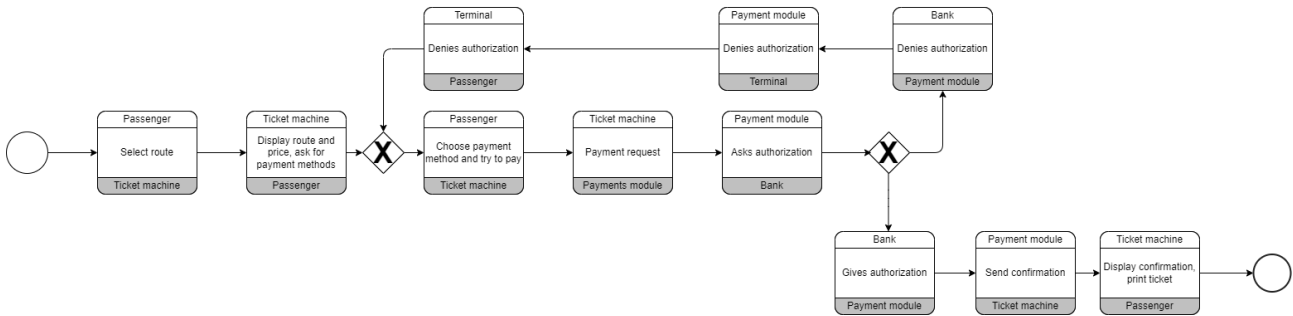 Terminal
Denies authorization
Passenger
Payment module
Denies authorization
Terminal
Bank
Denies authorization
Payment module
Passenger
Select route
Ticket machine
Ticket machine
Display route and
price, ask for
payment methods
Passenger
X
Passenger
Choose payment
method and try to pay
Ticket machine
Ticket machine
Payment request
Payments module
Payment module
Asks authorization
Bank
X
Bank
Gives authorization
Payment module
Payment module
Send confirmation
Ticket machine
Ticket machine
Display confirmation,
print ticket
Passenger